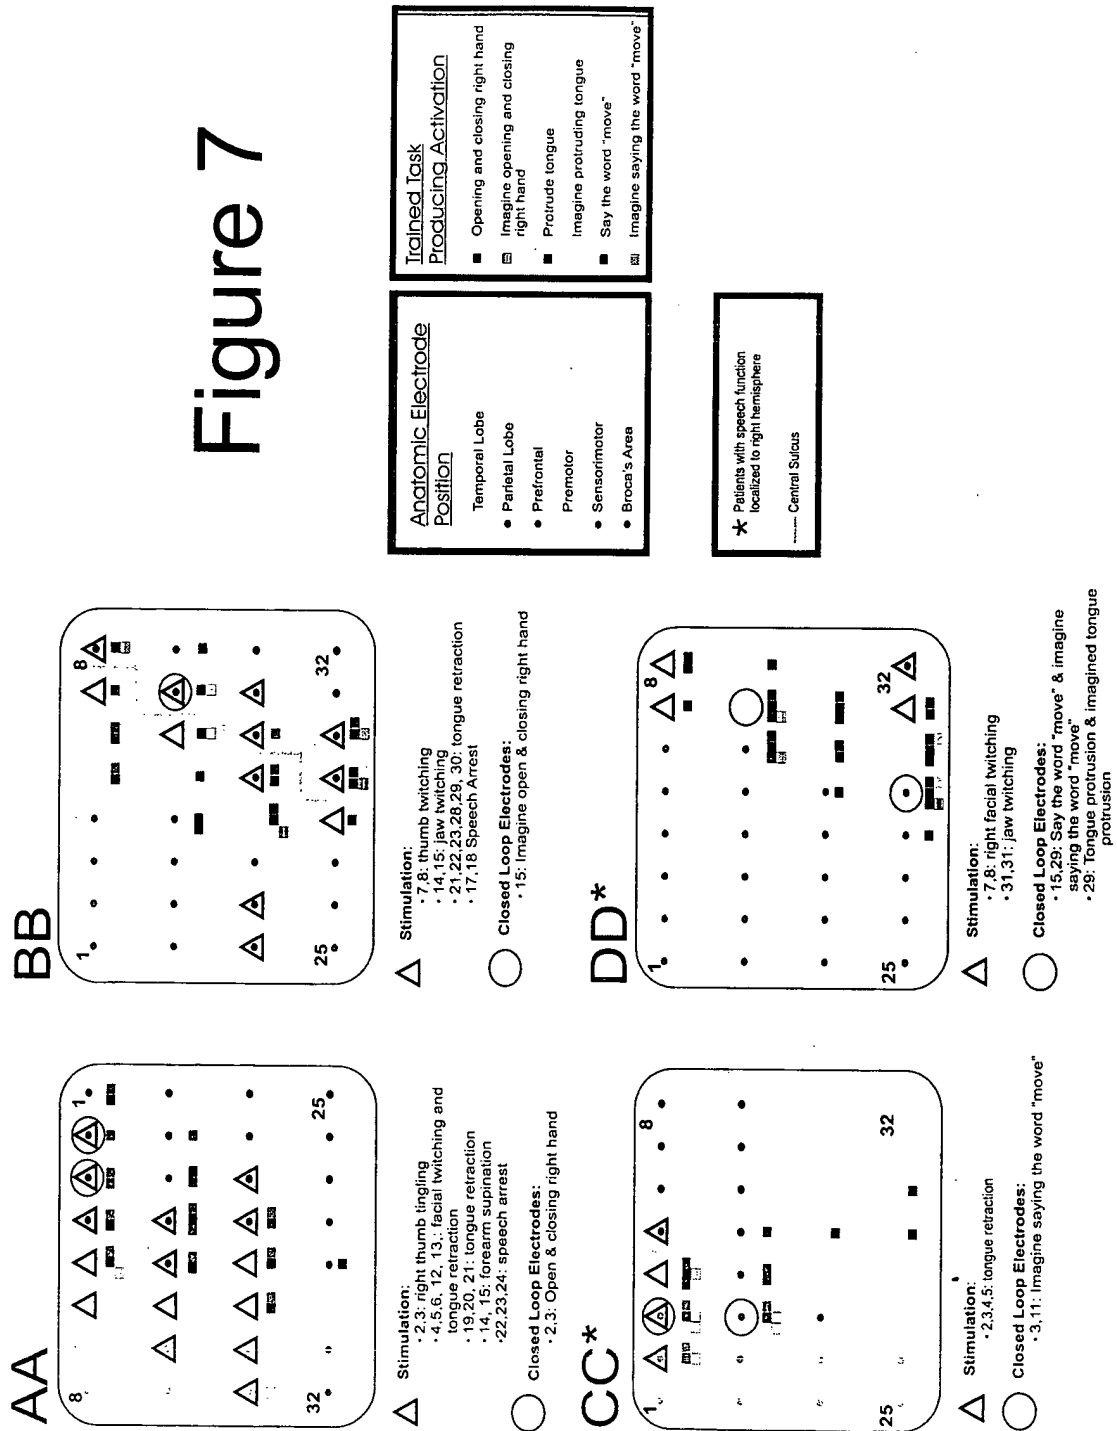 Figure 7
AA
8
1
32
25
Stimulation:
· 2,3: right thumb tingling
· 4,5,6, 12, 13,: facial twitching and
tongue retraction
· 19, 20, 21: tongue retraction
· 14, 15: forearm supination
· 22,23,24: speech arrest
Closed Loop Electrodes:
· 2,3: Open & closing right hand
BB
1
8
25
32
Stimulation:
· 7,8: thumb twitching
· 14,15: jaw twitching
· 21,22,23,28,29, 30: tongue retraction
· 17,18 Speech Arrest
Closed Loop Electrodes:
· 15: Imagine open & closing right hand
CC*
1
8
25
32
Stimulation:
· 2,3,4,5: tongue retraction
Closed Loop Electrodes:
· 3,11: Imagine saying the word "move"
DD*
1
8
25
32
Stimulation:
· 7,8: right facial twitching
· 31,31: jaw twitching
Closed Loop Electrodes:
· 15,29: Say the word "move" & imagine
saying the word "move"
· 29: Tongue protrusion & imagined tongue
protrusion
Anatomic Electrode
Position
Temporal Lobe
• Parietal Lobe
• Prefrontal
Premotor
• Sensorimotor
• Broca's Area
Trained Task
Producing Activation
Opening and closing right hand
Imagine opening and closing
right hand
Protrude tongue
Imagine protruding tongue
Say the word "move"
Imagine saying the word "move"
* Patients with speech function
localized to right hemisphere
Central Sulcus